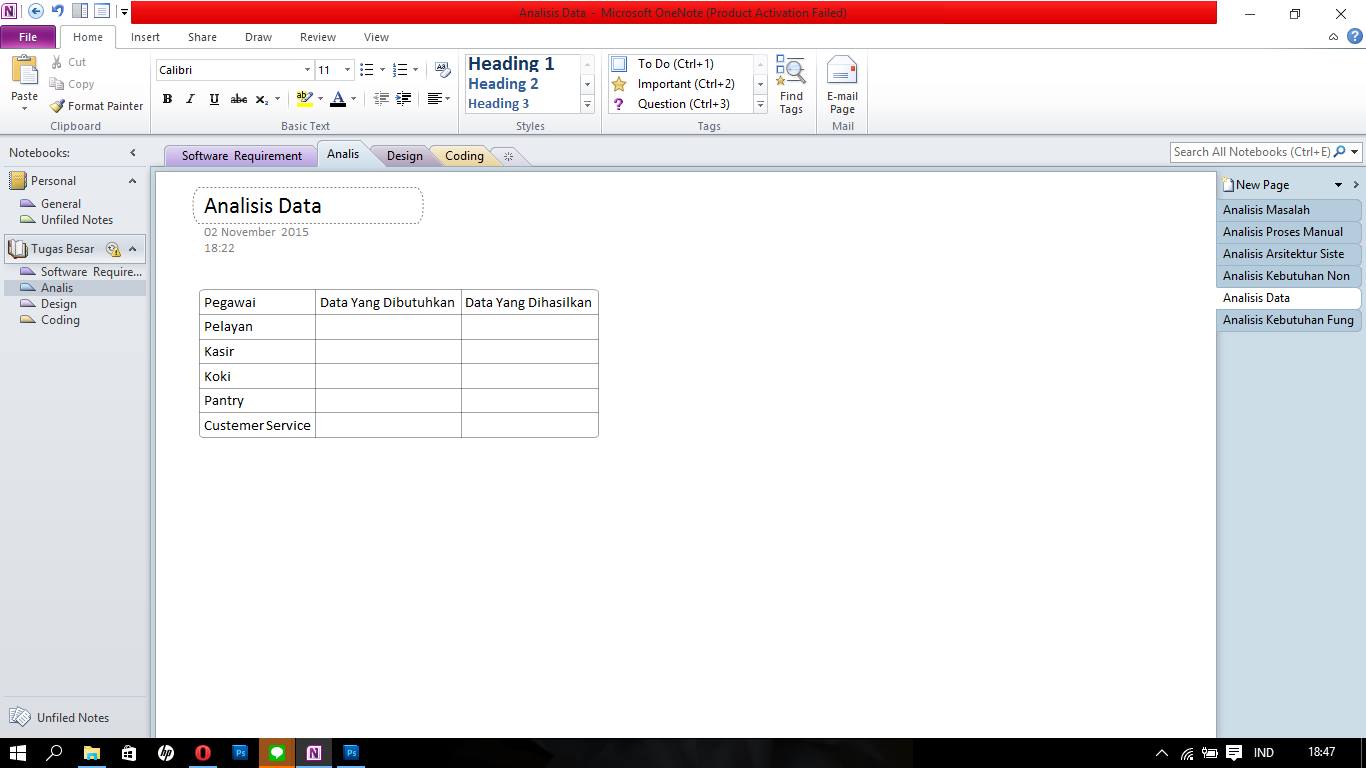 Analisis Data - Microsoft OneNote (Product Activation Failed)
File Home Insert Share Draw Review View
Paste
Cut
Copy
Format Painter
Clipboard
Calibri 11
B I U abc X₂ ab A
Basic Text
Heading 1
Heading 2
Heading 3
Styles
To Do (Ctrl+1)
Important (Ctrl+2)
Question (Ctrl+3)
Tags
Find
Tags
E-mail
Page
Mail
Notebooks:
Personal
General
Unfiled Notes
Tugas Besar
Software Require...
Analis
Design
Coding
Unfiled Notes
Software Requirement Analis Design Coding
Search All Notebooks (Ctrl+E)
Analisis Data
02 November 2015
18:22
Pegawai Data Yang Dibutuhkan Data Yang Dihasilkan
Pelayan
Kasir
Koki
Pantry
Custemer Service
New Page
Analisis Masalah
Analisis Proses Manual
Analisis Arsitektur Siste
Analisis Kebutuhan Non
Analisis Data
Analisis Kebutuhan Fung
IND 18:47